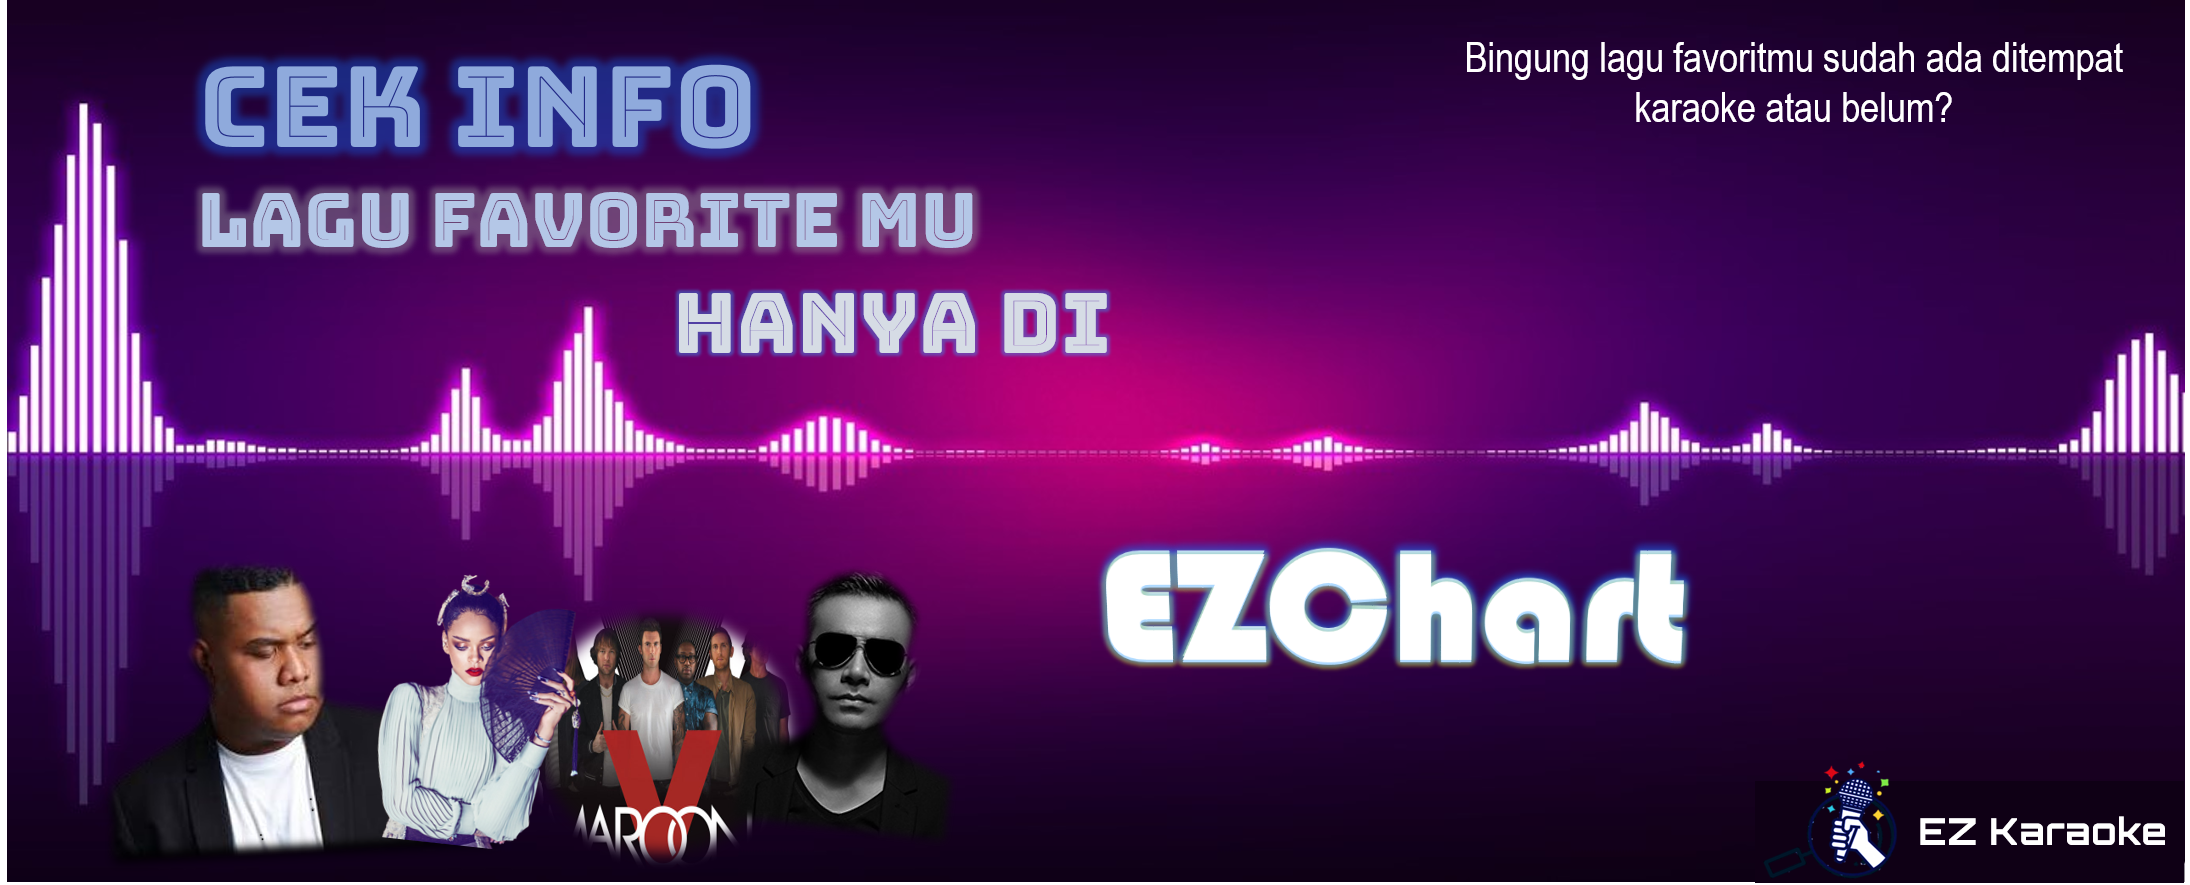 CEK INFO
LAGU FAVORITE MU
HANYA DI
Bingung lagu favoritmu sudah ada ditempat
karaoke atau belum?
EZChart
V
MAROON
EZ Karaoke